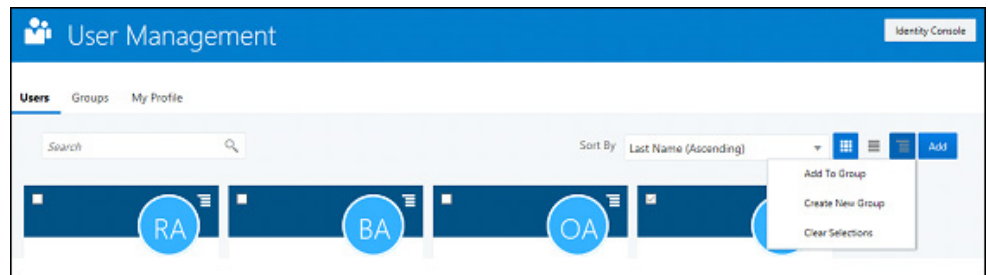 User Management
Identity Console
Users Groups My Profile
Search
Sort By Last Name (Ascending)
Add
Add To Group
Create New Group
Clear Selections
RA
BA
OA